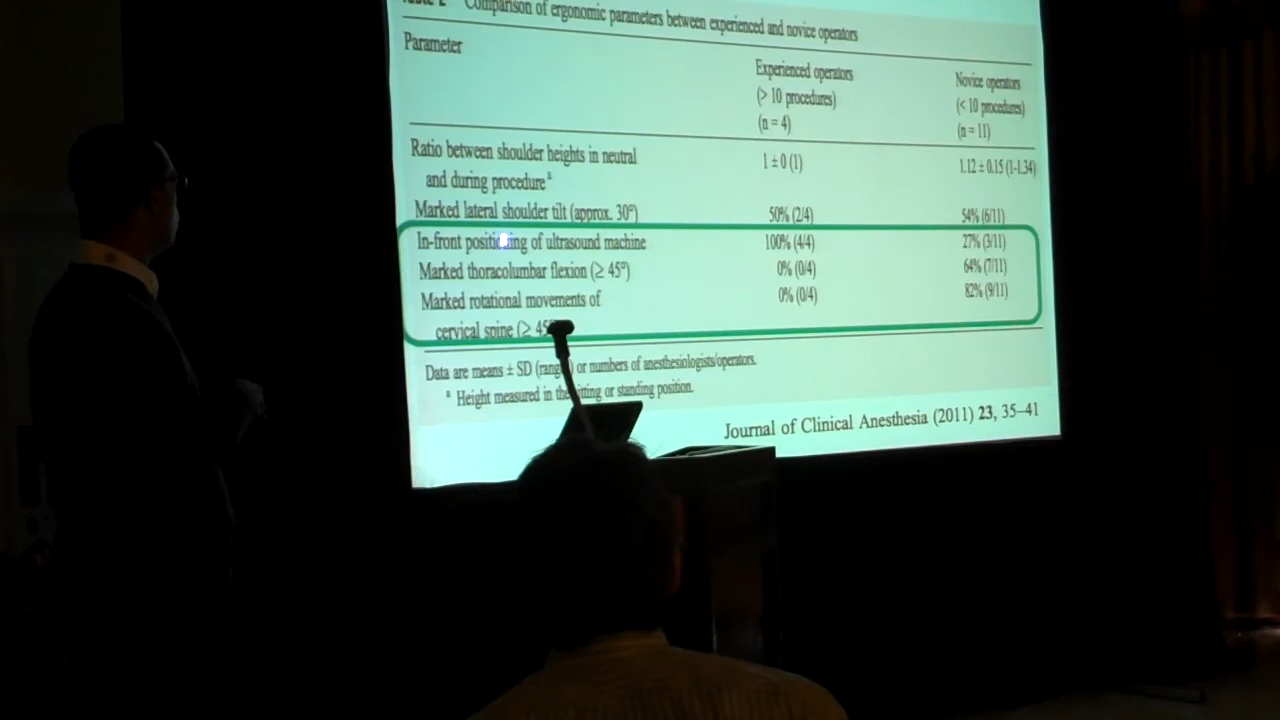 Table 2 Comparison of ergonomic parameters between experienced and novice operators
Parameter
Experienced operators
(> 10 procedures)
(n = 4)
Novice operators
(< 10 procedures)
(n = 11)
Ratio between shoulder heights in neutral
and during procedure a
1 ± 0 (1)
1.12 ± 0.15 (1-1.34)
Marked lateral shoulder tilt (approx. 30°) 50% (2/4) 54% (6/11)
In-front positioning of ultrasound machine 100% (4/4) 27% (3/11)
Marked thoracolumbar flexion (≥ 45°) 0% (0/4) 64% (7/11)
Marked rotational movements of 0% (0/4) 82% (9/11)
cervical spine (≥ 45
Data are means ± SD (range) or numbers of anesthesiologists/operators.
a Height measured in the sitting or standing position.
Journal of Clinical Anesthesia (2011) 23, 35–41